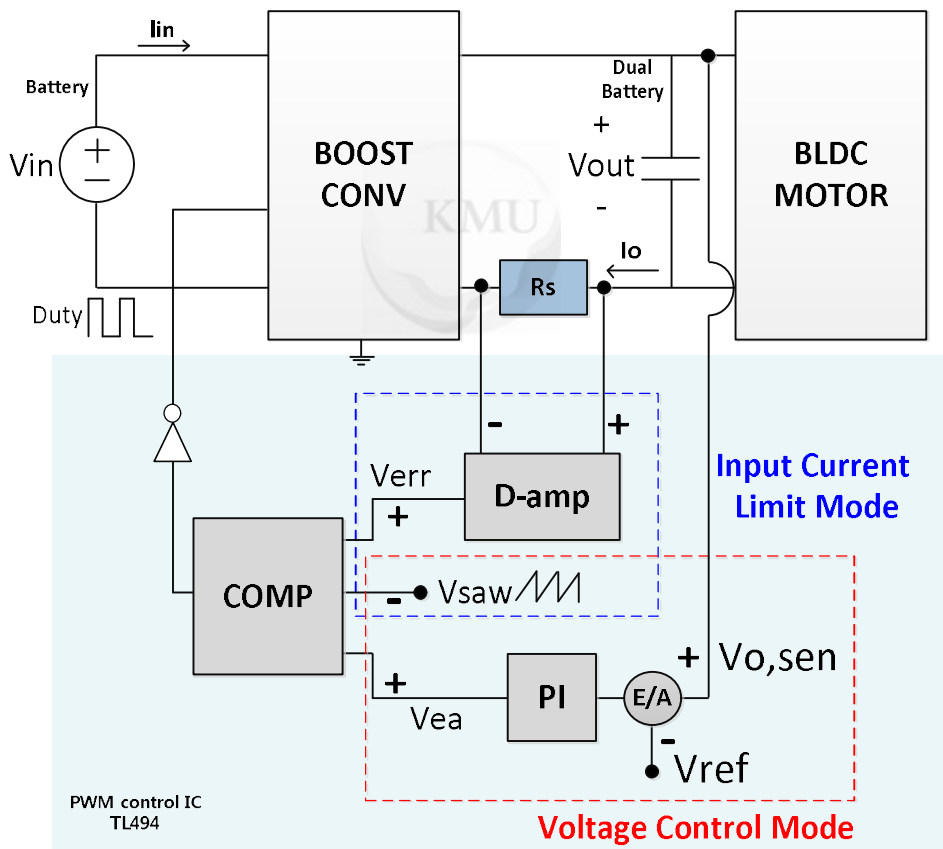 Iin
Battery
Vin
+
−
BOOST
CONV
KMU
Dual
Battery
+
Vout
-
BLDC
MOTOR
Io
Rs
Duty
-
+
Verr
+
D-amp
Input Current
Limit Mode
COMP
-
Vsaw
+
Vea
PI
E/A
+
Vo,sen
-
Vref
PWM control IC
TL494
Voltage Control Mode